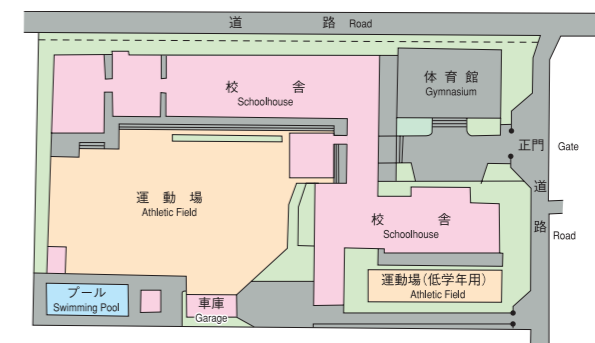 道 路 Road
校 舎
Schoolhouse
体 育 館
Gymnasium
正門 Gate
運 動 場
Athletic Field
道
路 Road
校 舎
Schoolhouse
運動場(低学年用)
Athletic Field
プール
Swimming Pool
車庫
Garage